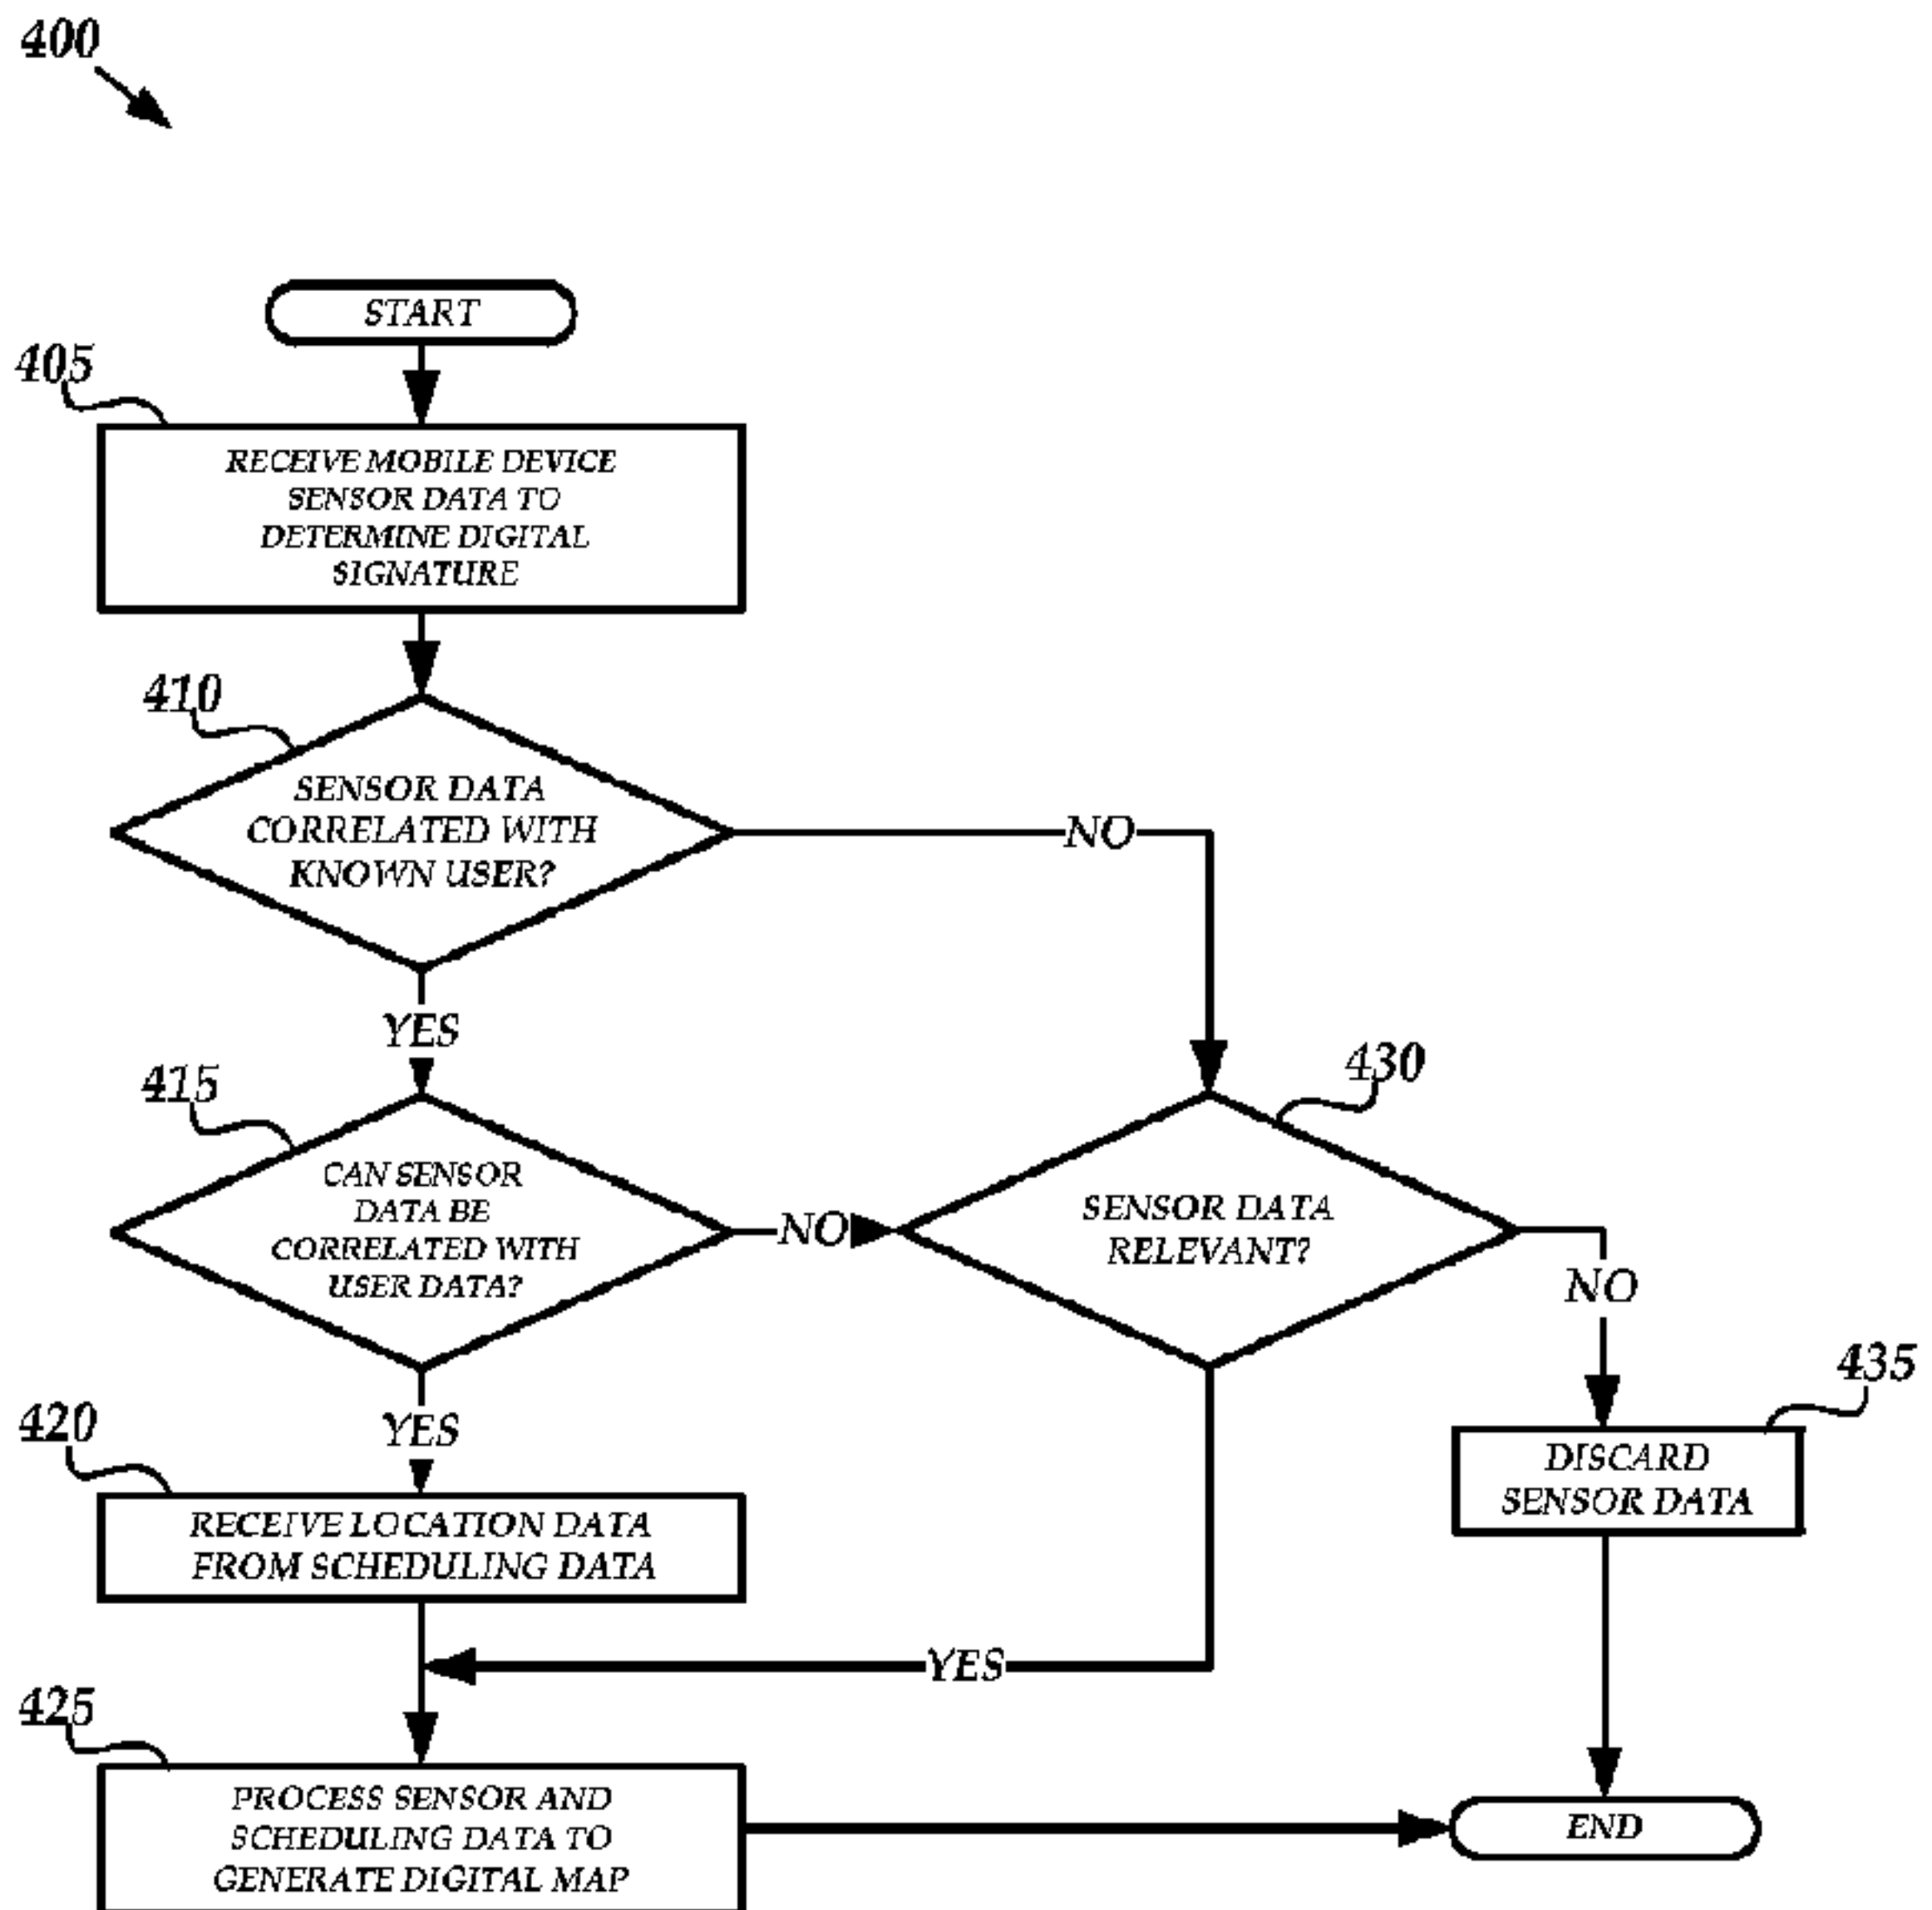 400
START
405
RECEIVE MOBILE DEVICE
SENSOR DATA TO
DETERMINE DIGITAL
SIGNATURE
410
SENSOR DATA
CORRELATED WITH
KNOWN USER?
NO
YES
415
CAN SENSOR
DATA BE
CORRELATED WITH
USER DATA?
NO
430
SENSOR DATA
RELEVANT?
NO
YES
420
RECEIVE LOCATION DATA
FROM SCHEDULING DATA
435
DISCARD
SENSOR DATA
YES
425
PROCESS SENSOR AND
SCHEDULING DATA TO
GENERATE DIGITAL MAP
END